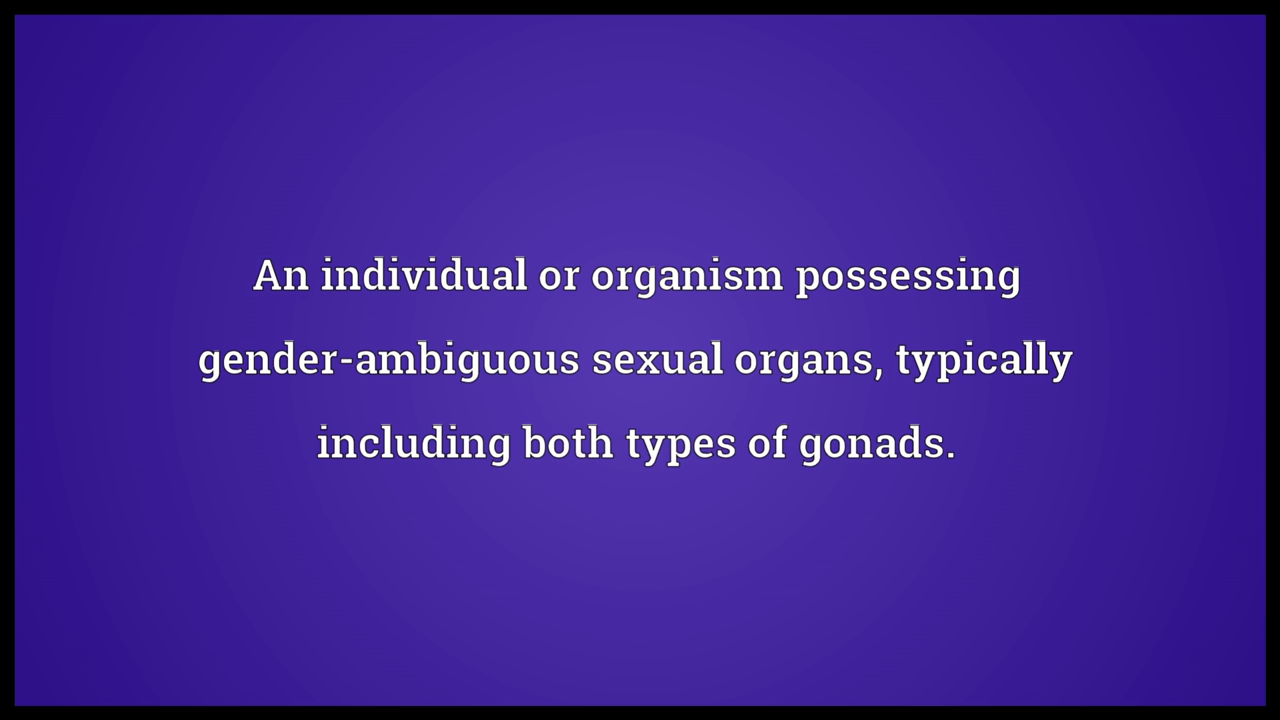 An individual or organism possessing
gender-ambiguous sexual organs, typically
including both types of gonads.